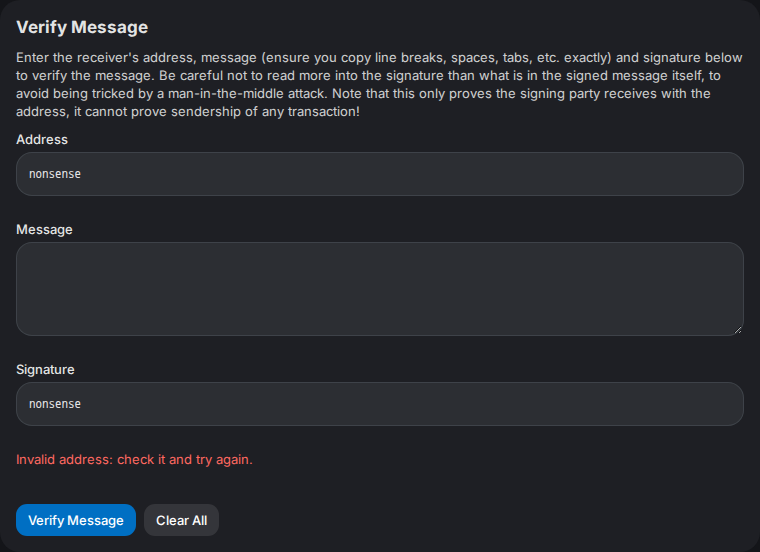 Verify Message
Enter the receiver's address, message (ensure you copy line breaks, spaces, tabs, etc. exactly) and signature below
to verify the message. Be careful not to read more into the signature than what is in the signed message itself, to
avoid being tricked by a man-in-the-middle attack. Note that this only proves the signing party receives with the
address, it cannot prove sendership of any transaction!
Address
nonsense
Message
Signature
nonsense
Invalid address: check it and try again.
Verify Message
Clear All